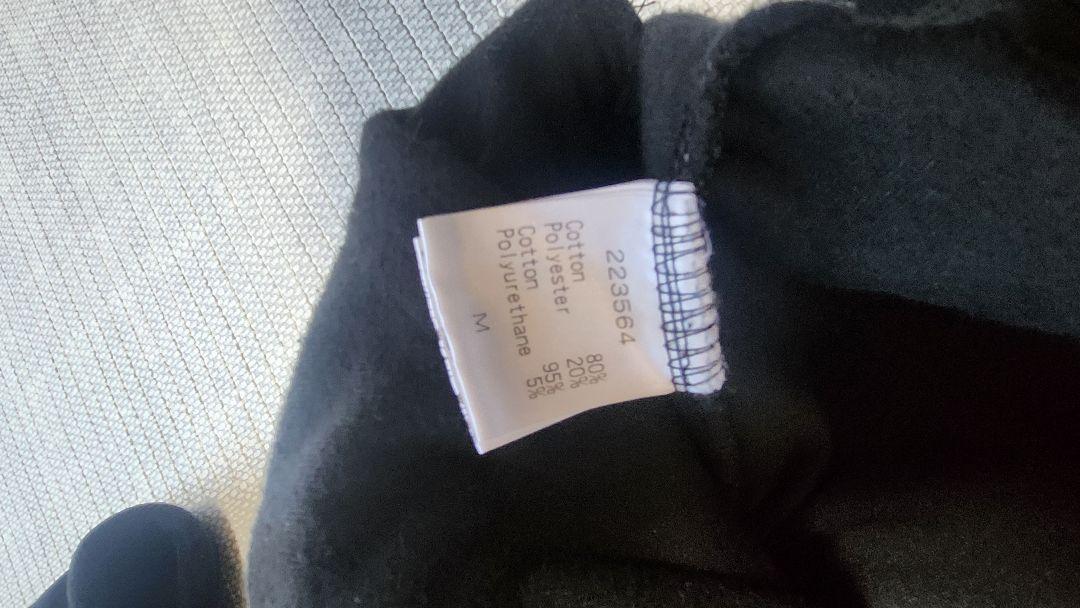 223564
Cotton 80%
Polyester 20%
Cotton 95%
Polyurethane 5%
M